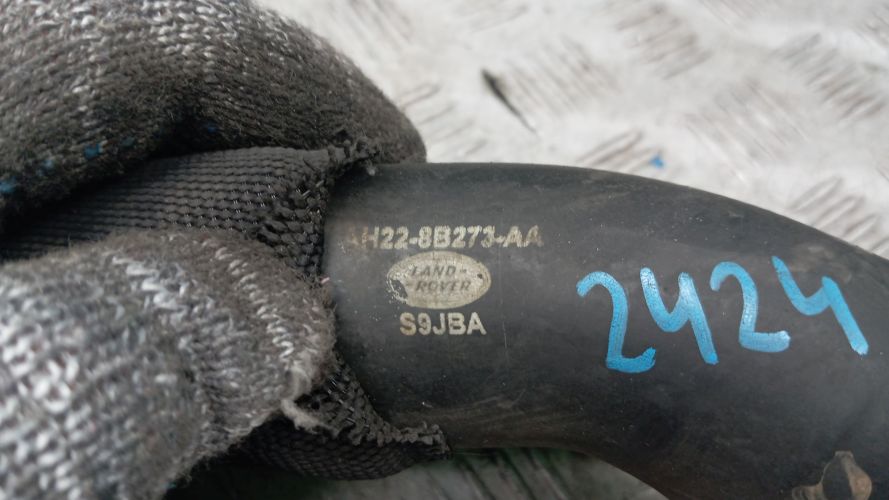 AH22-8B273-AA
LAND-
-ROVER
S9JBA
2424